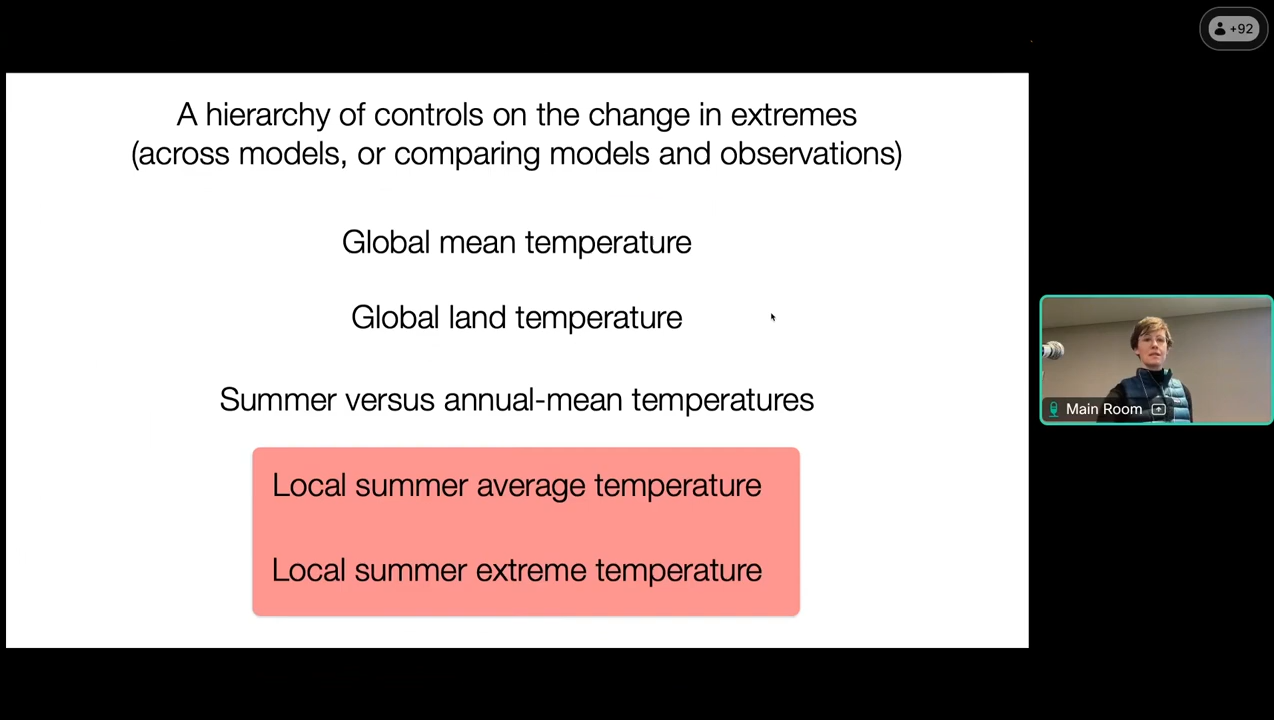 +92
A hierarchy of controls on the change in extremes
(across models, or comparing models and observations)
Global mean temperature
Global land temperature
Summer versus annual-mean temperatures
Local summer average temperature
Local summer extreme temperature
Main Room